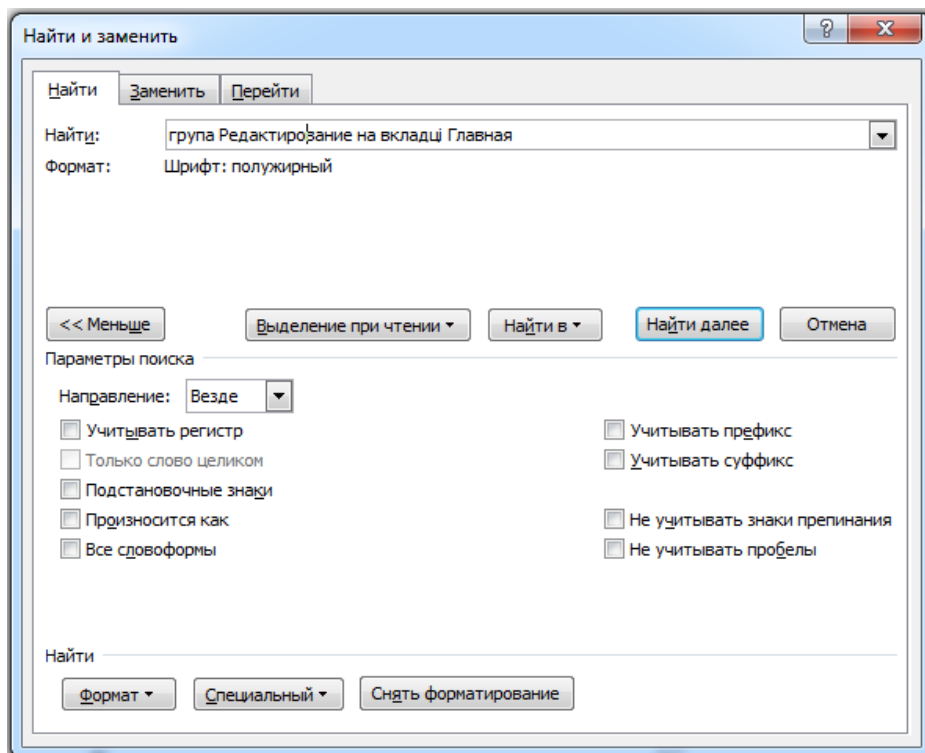 Найти и заменить
Найти Заменить Перейти
Найти: група Редактирование на вкладці Главная
Формат: Шрифт: полужирный
<< Меньше Выделение при чтении Найти в Найти далее Отмена
Параметры поиска
Направление: Везде
Учитывать регистр Учитывать префикс
Только слово целиком Учитывать суффикс
Подстановочные знаки
Произносится как Не учитывать знаки препинания
Все словоформы Не учитывать пробелы
Найти
Формат Специальный Снять форматирование